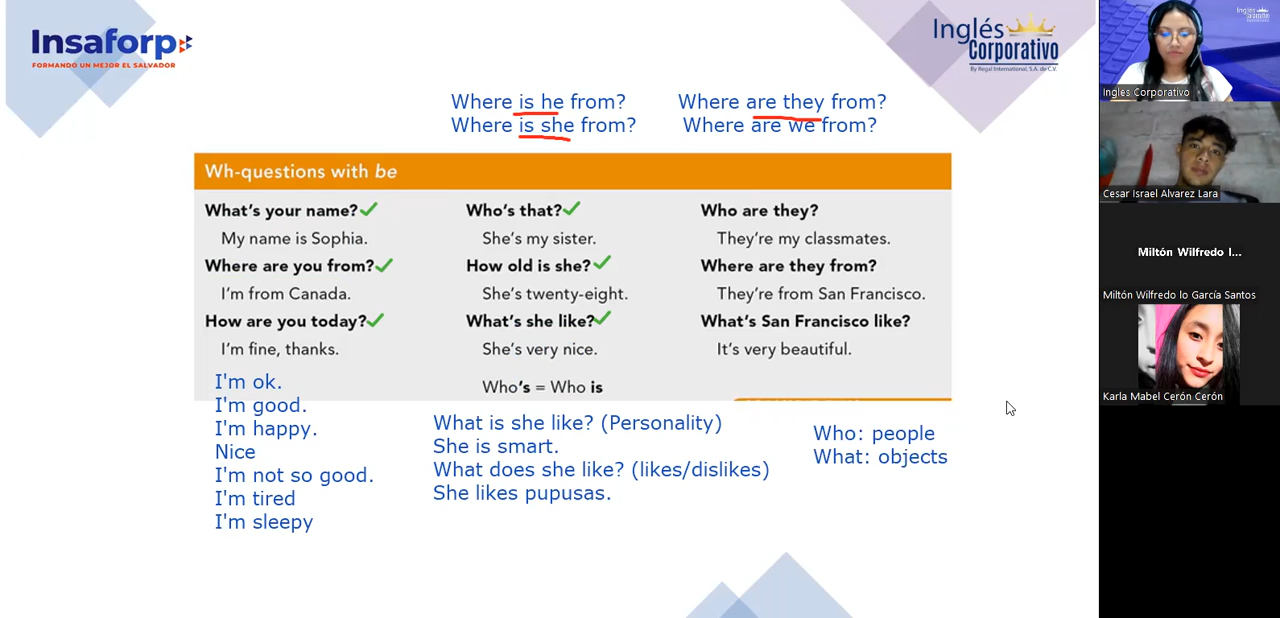 Insaforp
FORMANDO UN MEJOR EL SALVADOR
Inglés
Corporativo
By Regal International, S.A. de C.V.
Where is he from?
Where is she from?
Where are they from?
Where are we from?
Wh-questions with be
What's your name?
My name is Sophia.
Where are you from?
I'm from Canada.
How are you today?
I'm fine, thanks.
I'm ok.
I'm good.
I'm happy.
Nice
I'm not so good.
I'm tired
I'm sleepy
Who's that?
She's my sister.
How old is she?
She's twenty-eight.
What's she like?
She's very nice.
Who's = Who is
What is she like? (Personality)
She is smart.
What does she like? (likes/dislikes)
She likes pupusas.
Who are they?
They're my classmates.
Where are they from?
They're from San Francisco.
What's San Francisco like?
It's very beautiful.
Who: people
What: objects
Inglés
Ingles Corporativo
Cesar Israel Alvarez Lara
Miltón Wilfredo l...
Miltón Wilfredo lo García Santos
Karla Mabel Cerón Cerón